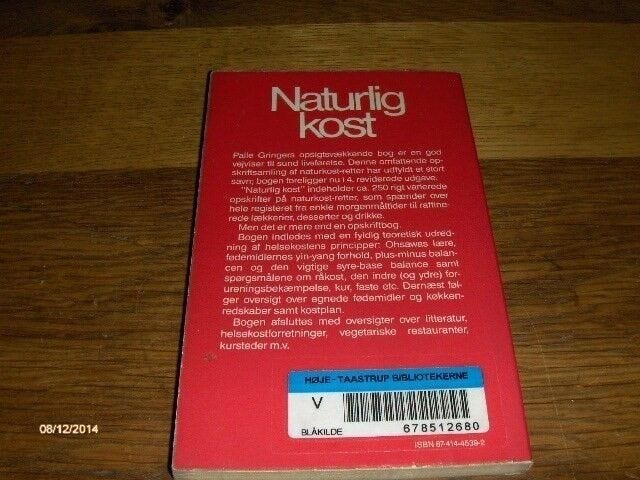 Naturlig
kost
Palle Gringers opsigtsvækkende bog er en god
vejviser til sund livsførelse. Denne omfattende op-
skriftsamling af naturkost-retter har udfyldt et stort
savn; bogen foreligger nu i 4. reviderede udgave.
"Naturlig kost" indeholder ca. 250 rigt varierede
opskrifter på naturkost-retter, som spænder over
hele registeret fra enkle morgenmåltider til raffine-
rede lækkerier, desserter og drikke.
Men det er mere end en opskriftbog.
Bogen indledes med en fyldig teoretisk udred-
ning af helsekostens principper: Ohsawas lære,
fødemidlernes yin-yang forhold, plus-minus balan-
cen og den vigtige syre-base balance samt
spørgsmålene om råkost, den indre (og ydre) for-
ureningsbekæmpelse, kur, faste etc. Dernæst føl-
ger oversigt over egnede fødemidler og køkken-
redskaber samt kostplan.
Bogen afsluttes med oversigter over litteratur,
helsekostforretninger, vegetariske restauranter,
kursteder m.v.
HØJE-TAASTRUP BIBLIOTEKERNE
V
BLÅKILDE
678512680
ISBN 87-414-4539-2
08/12/2014